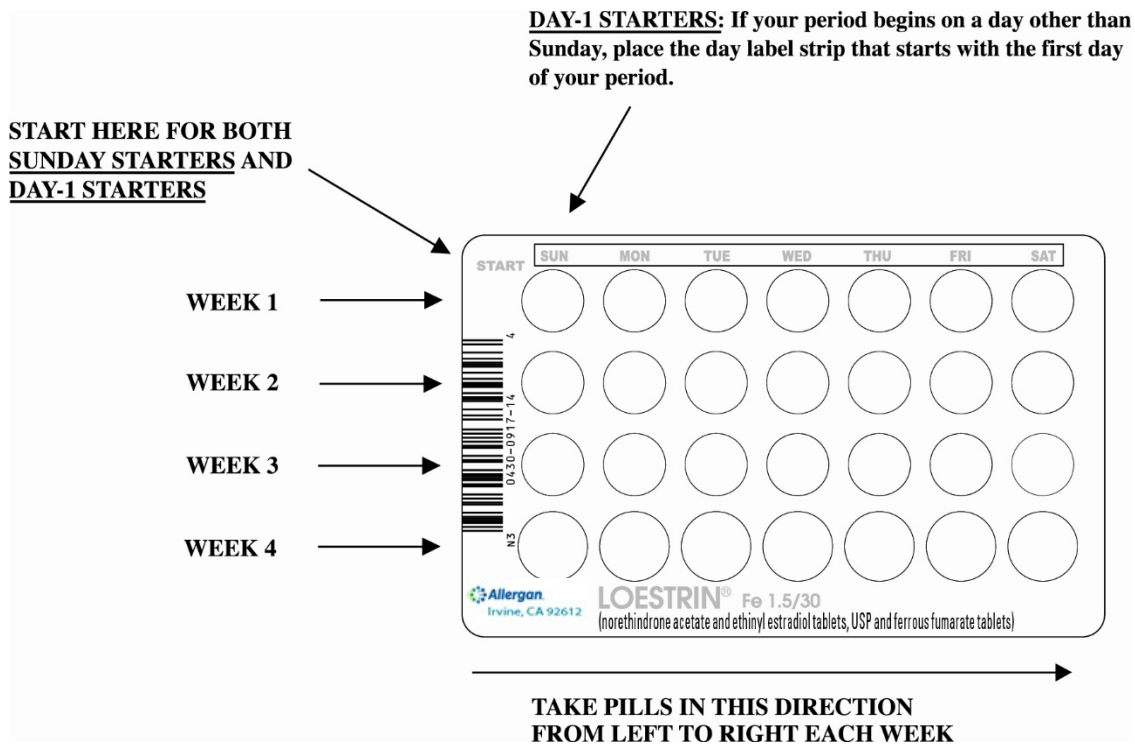 DAY-1 STARTERS: If your period begins on a day other than
Sunday, place the day label strip that starts with the first day
of your period.
START HERE FOR BOTH
SUNDAY STARTERS AND
DAY-1 STARTERS
START SUN MON TUE WED THU FRI SAT
WEEK 1
WEEK 2
WEEK 3
WEEK 4
4
0430-0917-14
N3
Allergan
Irvine, CA 92612
LOESTRIN® Fe 1.5/30
(norethindrone acetate and ethinyl estradiol tablets, USP and ferrous fumarate tablets)
TAKE PILLS IN THIS DIRECTION
FROM LEFT TO RIGHT EACH WEEK